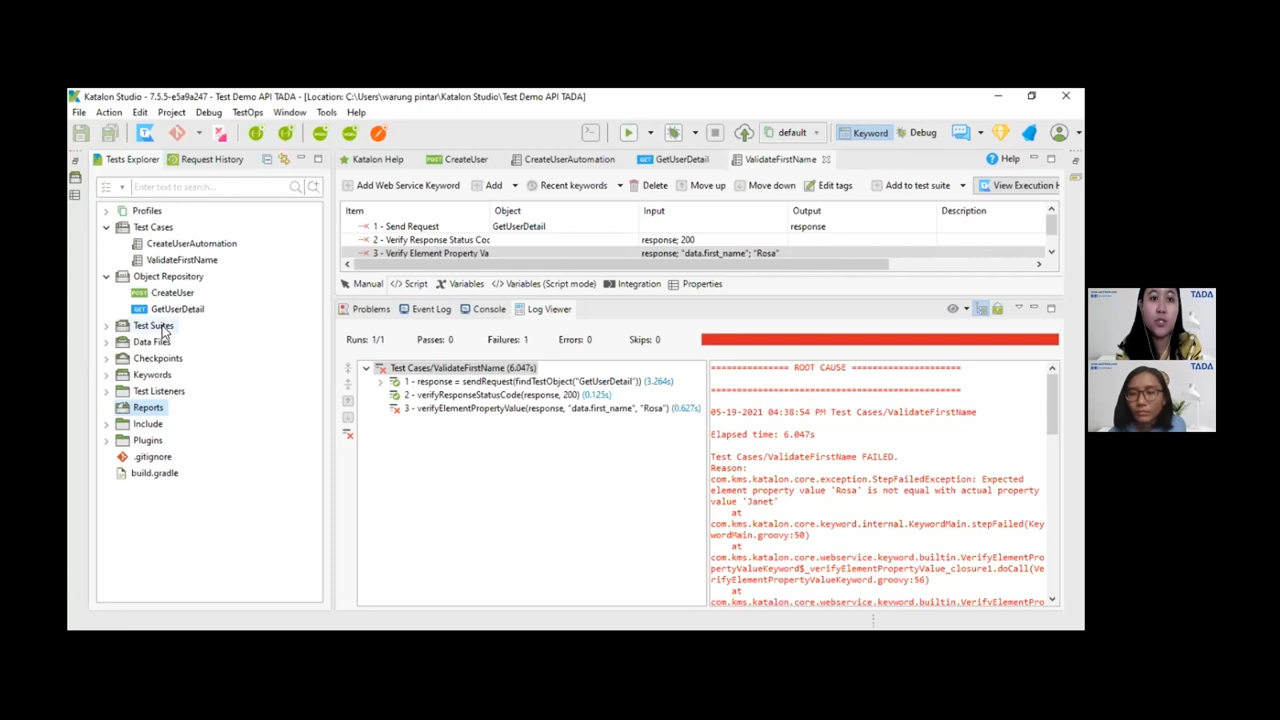 Katalon Studio - 7.5.5-e5a9a247 - Test Demo API TADA - [Location: C:\Users\warung pintar\Katalon Studio\Test Demo API TADA]
File Action Edit Project Debug TestOps Window Tools Help
default Keyword Debug
Tests Explorer Request History
Katalon Help CreateUser CreateUserAutomation GetUserDetail ValidateFirstName Help
Enter text to search...
Add Web Service Keyword Add Recent keywords Delete Move up Move down Edit tags Add to test suite View Execution H
Profiles
Test Cases
CreateUserAutomation
ValidateFirstName
Object Repository
POST CreateUser
GET GetUserDetail
Test Suites
Data Files
Checkpoints
Keywords
Test Listeners
Reports
Include
Plugins
.gitignore
build.gradle
Item Object Input Output Description
1 - Send Request GetUserDetail response
2 - Verify Response Status Coc response; 200
3 - Verify Element Property Va response; "data.first_name"; "Rosa"
Manual Script Variables Variables (Script mode) Integration Properties
Problems Event Log Console Log Viewer
Runs: 1/1 Passes: 0 Failures: 1 Errors: 0 Skips: 0
Test Cases/ValidateFirstName (6.047s)
1 - response = sendRequest(findTestObject("GetUserDetail")) (3.264s)
2 - verifyResponseStatusCode(response, 200) (0.125s)
3 - verifyElementPropertyValue(response, "data.first_name", "Rosa") (0.627s)
=============== ROOT CAUSE =====================
05-19-2021 04:38:54 PM Test Cases/ValidateFirstName
Elapsed time: 6.047s
Test Cases/ValidateFirstName FAILED.
Reason:
com.kms.katalon.core.exception.StepFailedException: Expected
element property value 'Rosa' is not equal with actual property
value 'Janet'
at
com.kms.katalon.core.keyword.internal.KeywordMain.stepFailed(Key
wordMain.groovy:50)
at
com.kms.katalon.core.webservice.keyword.builtin.VerifyElementPro
pertyValueKeyword$_verifyElementPropertyValue_closure1.doCall(Ve
rifyElementPropertyValueKeyword.groovy:56)
at
com.kms.katalon.core.webservice.keyword.builtin.VerifyElementPro
TADA
TADA